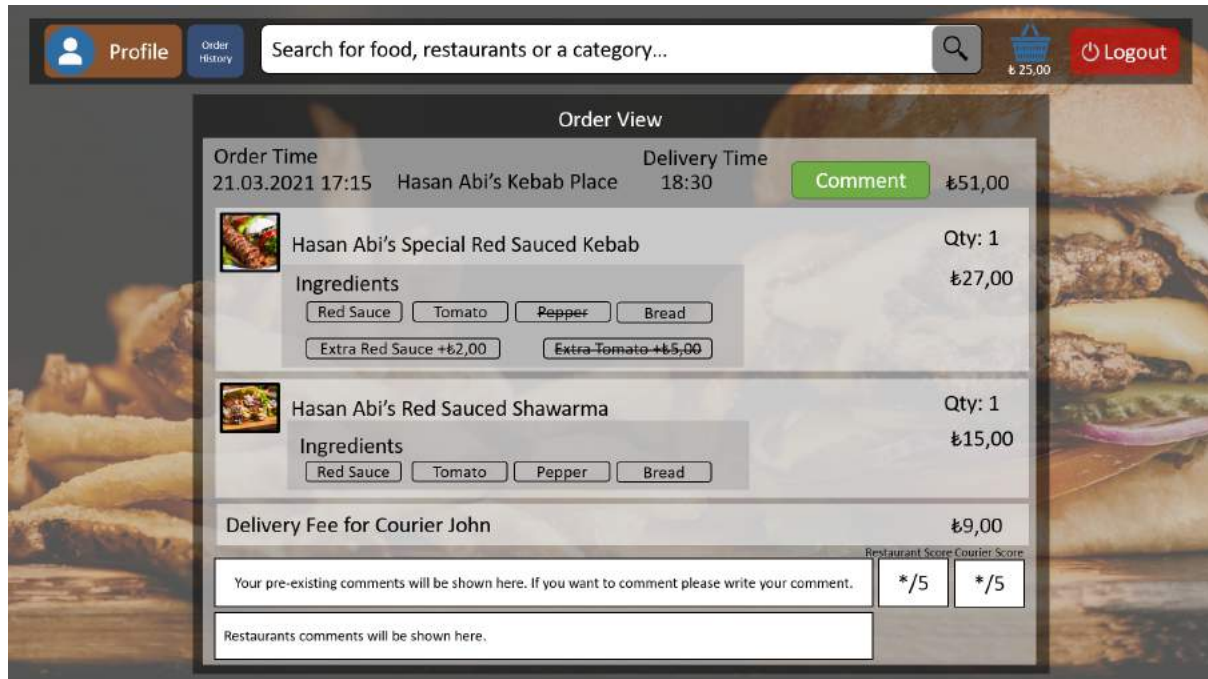 Profile
Order History
Search for food, restaurants or a category...
₺ 25,00
Logout
Order View
Order Time
Delivery Time
21.03.2021 17:15 Hasan Abi's Kebab Place 18:30 Comment ₺51,00
Hasan Abi's Special Red Sauced Kebab
Qty: 1
Ingredients
₺27,00
Red Sauce Tomato Pepper Bread
Extra Red Sauce +₺2,00 Extra Tomato +₺5,00
Hasan Abi's Red Sauced Shawarma
Qty: 1
Ingredients
₺15,00
Red Sauce Tomato Pepper Bread
Delivery Fee for Courier John ₺9,00
Restaurant Score Courier Score
Your pre-existing comments will be shown here. If you want to comment please write your comment. */5 */5
Restaurants comments will be shown here.